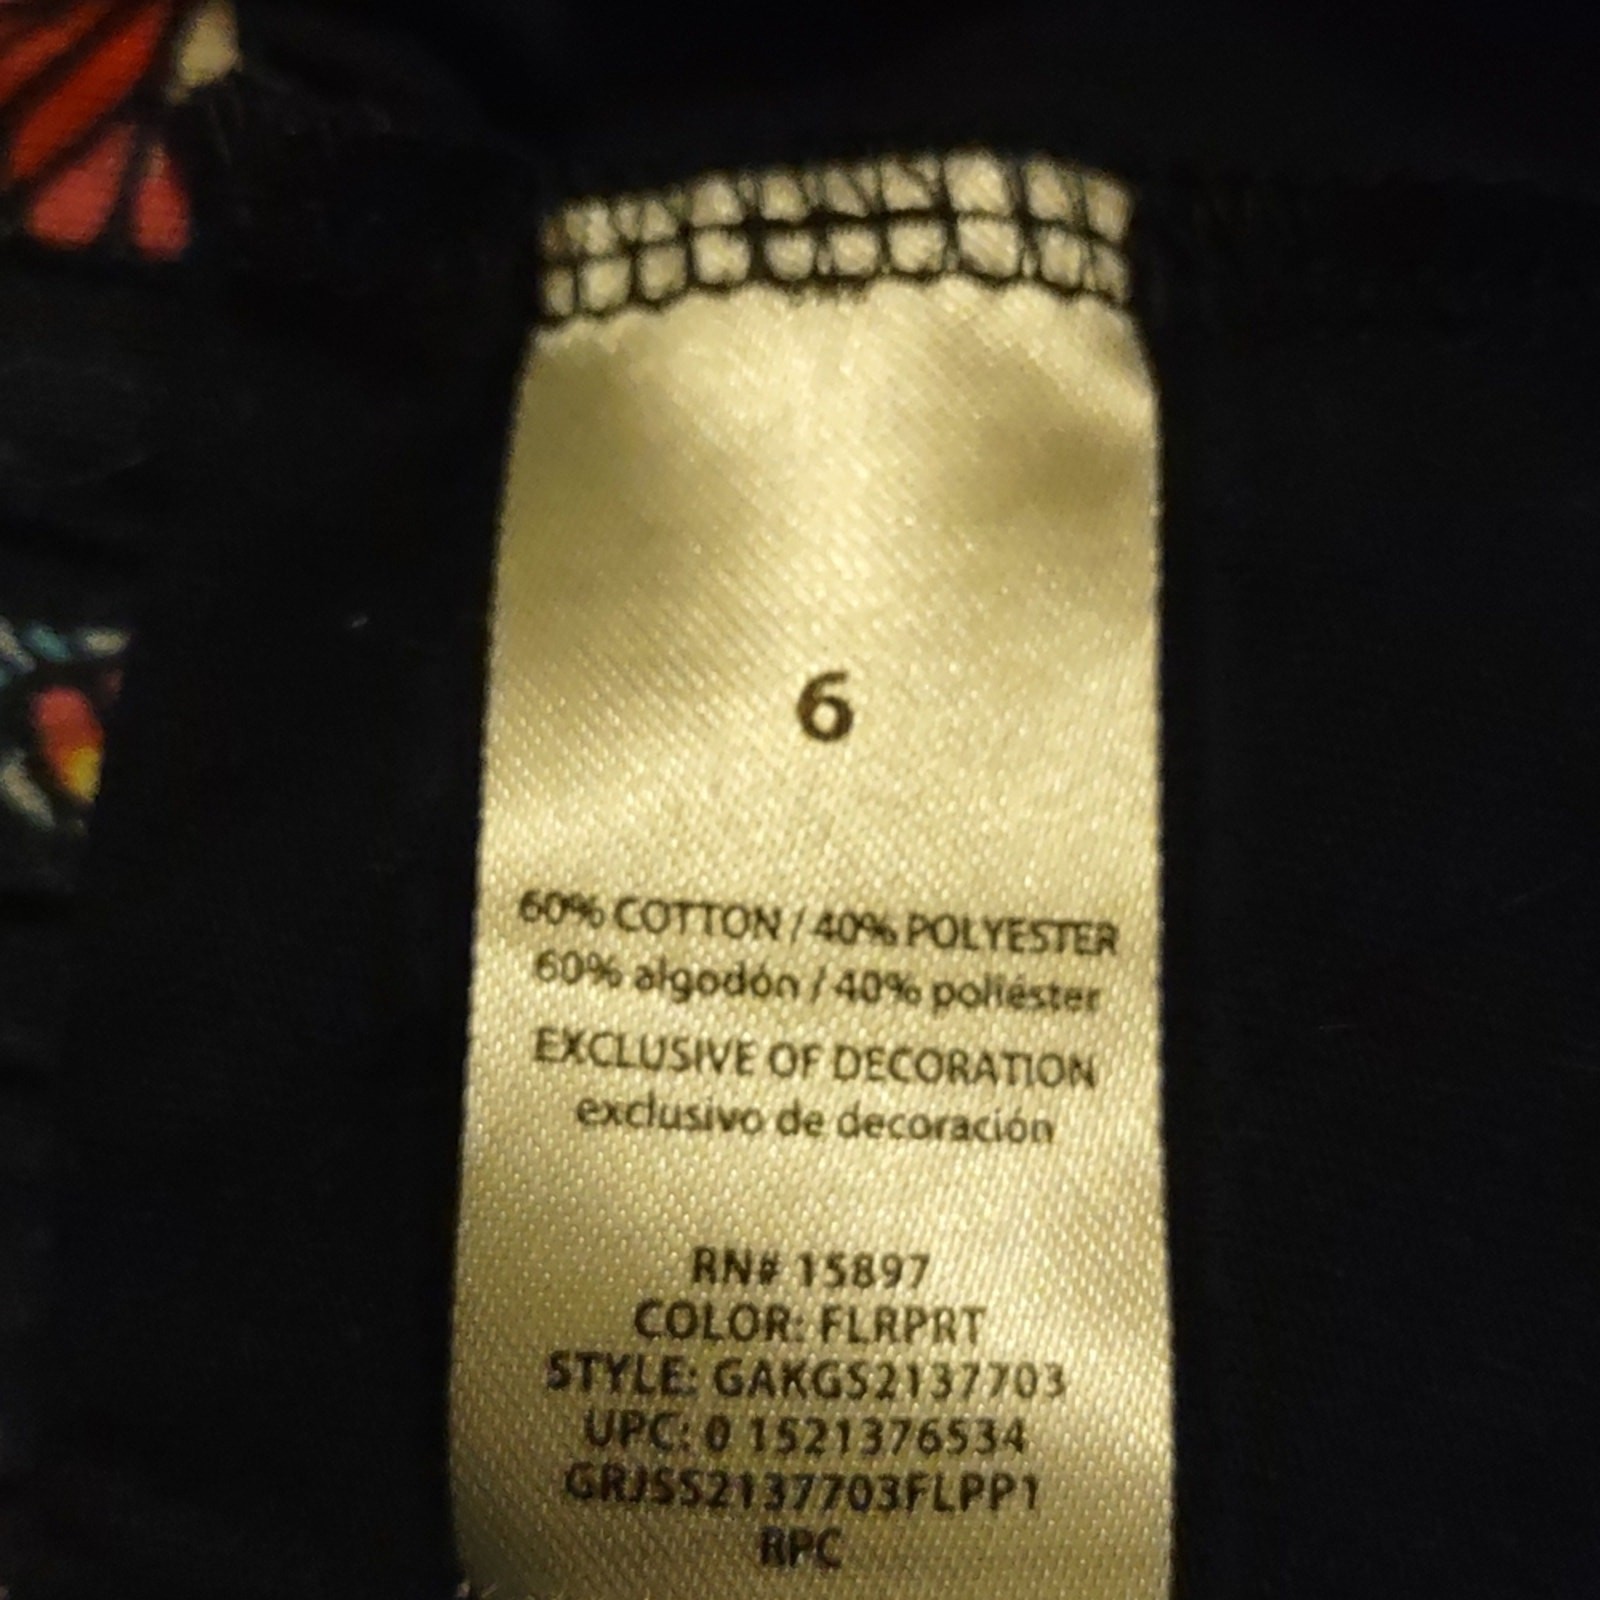 6
60% COTTON / 40% POLYESTER
60% algodón / 40% poliéster
EXCLUSIVE OF DECORATION
exclusivo de decoración
RN# 15897
COLOR: FLRPRT
STYLE: GAKGS2137703
UPC: 0 1521376534
GRJSS2137703FLPP1
RPC